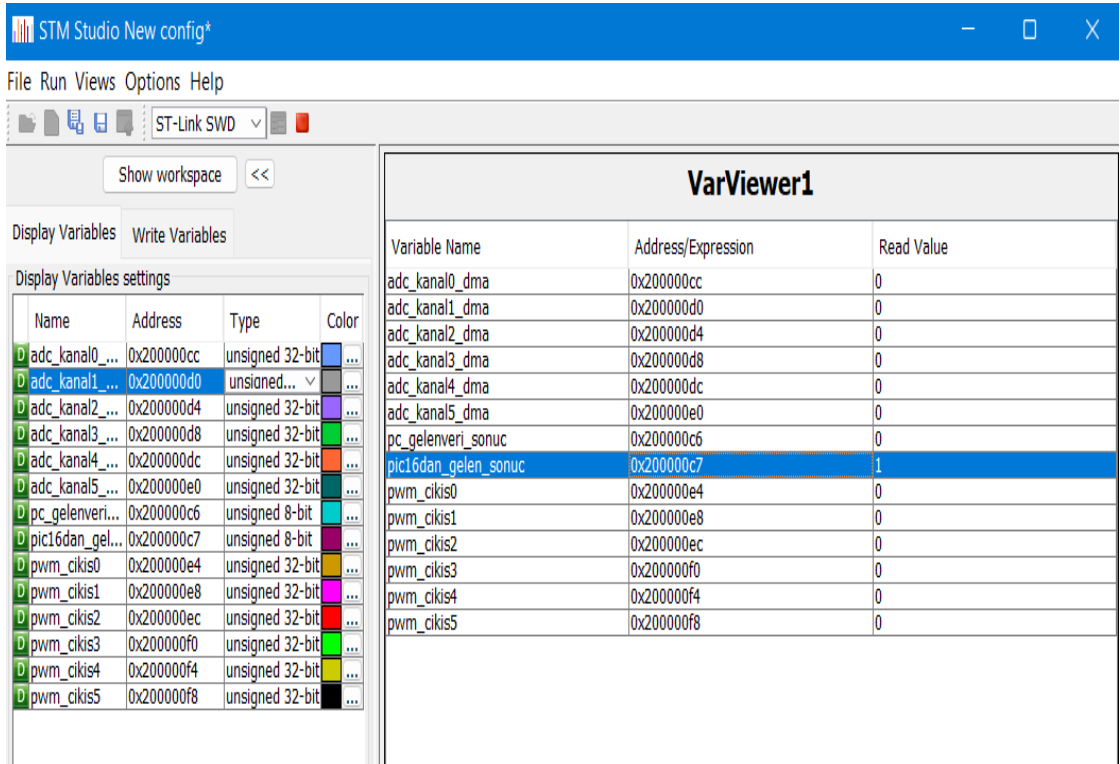 STM Studio New config*
File Run Views Options Help
ST-Link SWD
Show workspace <<
Display Variables Write Variables
Display Variables settings
Name Address Type Color
D adc_kanal0_... 0x200000cc unsigned 32-bit ...
D adc_kanal1_... 0x200000d0 unsigned... ...
D adc_kanal2_... 0x200000d4 unsigned 32-bit ...
D adc_kanal3_... 0x200000d8 unsigned 32-bit ...
D adc_kanal4_... 0x200000dc unsigned 32-bit ...
D adc_kanal5_... 0x200000e0 unsigned 32-bit ...
D pc_gelenveri... 0x200000c6 unsigned 8-bit ...
D pic16dan_gel... 0x200000c7 unsigned 8-bit ...
D pwm_cikis0 0x200000e4 unsigned 32-bit ...
D pwm_cikis1 0x200000e8 unsigned 32-bit ...
D pwm_cikis2 0x200000ec unsigned 32-bit ...
D pwm_cikis3 0x200000f0 unsigned 32-bit ...
D pwm_cikis4 0x200000f4 unsigned 32-bit ...
D pwm_cikis5 0x200000f8 unsigned 32-bit ...
VarViewer1
Variable Name Address/Expression Read Value
adc_kanal0_dma 0x200000cc 0
adc_kanal1_dma 0x200000d0 0
adc_kanal2_dma 0x200000d4 0
adc_kanal3_dma 0x200000d8 0
adc_kanal4_dma 0x200000dc 0
adc_kanal5_dma 0x200000e0 0
pc_gelenveri_sonuc 0x200000c6 0
pic16dan_gelen_sonuc 0x200000c7 1
pwm_cikis0 0x200000e4 0
pwm_cikis1 0x200000e8 0
pwm_cikis2 0x200000ec 0
pwm_cikis3 0x200000f0 0
pwm_cikis4 0x200000f4 0
pwm_cikis5 0x200000f8 0